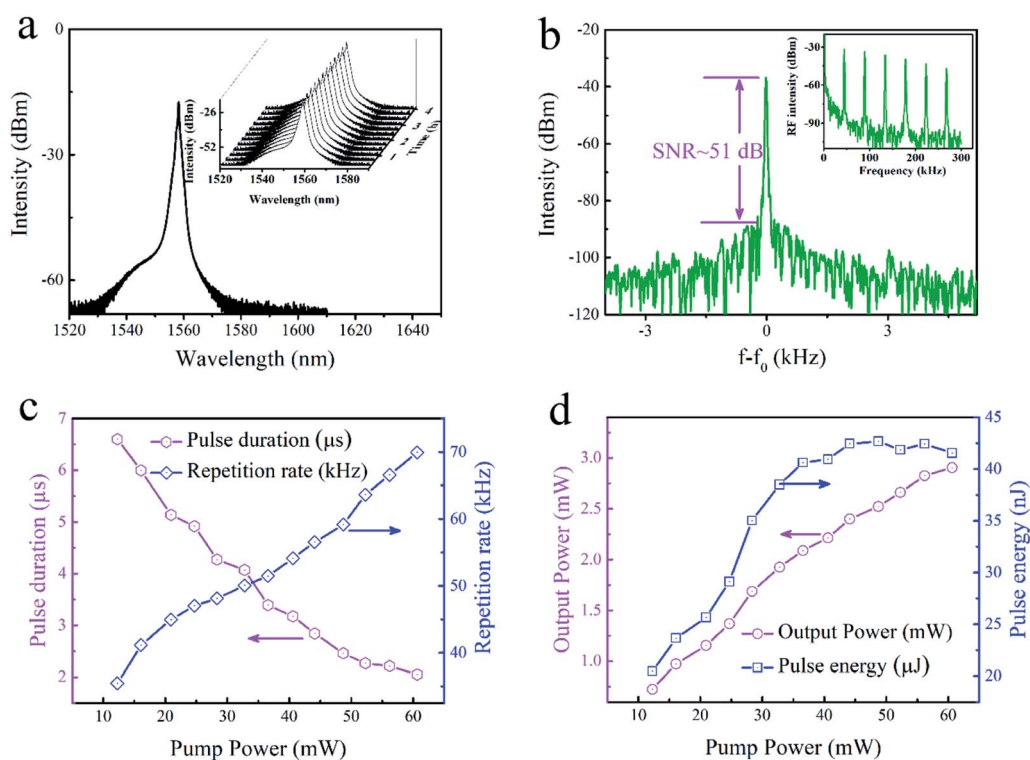 a
0
-30
-60
Intensity (dBm)
1520 1540 1560 1580 1600 1620 1640
Wavelength (nm)
-26
-52
Intensity (dBm)
1520 1540 1560 1580
Wavelength (nm)
b
-20
-40
-60
-80
-100
-120
Intensity (dBm)
SNR~51 dB
-3 0 3
f-f0 (kHz)
-30
-60
-90
RF intensity (dBm)
0 100 200 300
Frequency (kHz)
c
7
6
5
4
3
2
Pulse duration (μs)
Pulse duration (μs)
Repetition rate (kHz)
70
60
50
40
Repetition rate (kHz)
10 20 30 40 50 60
Pump Power (mW)
d
3.0
2.5
2.0
1.5
1.0
Output Power (mW)
Output Power (mW)
Pulse energy (μJ)
45
40
35
30
25
20
Pulse energy (nJ)
10 20 30 40 50 60
Pump Power (mW)